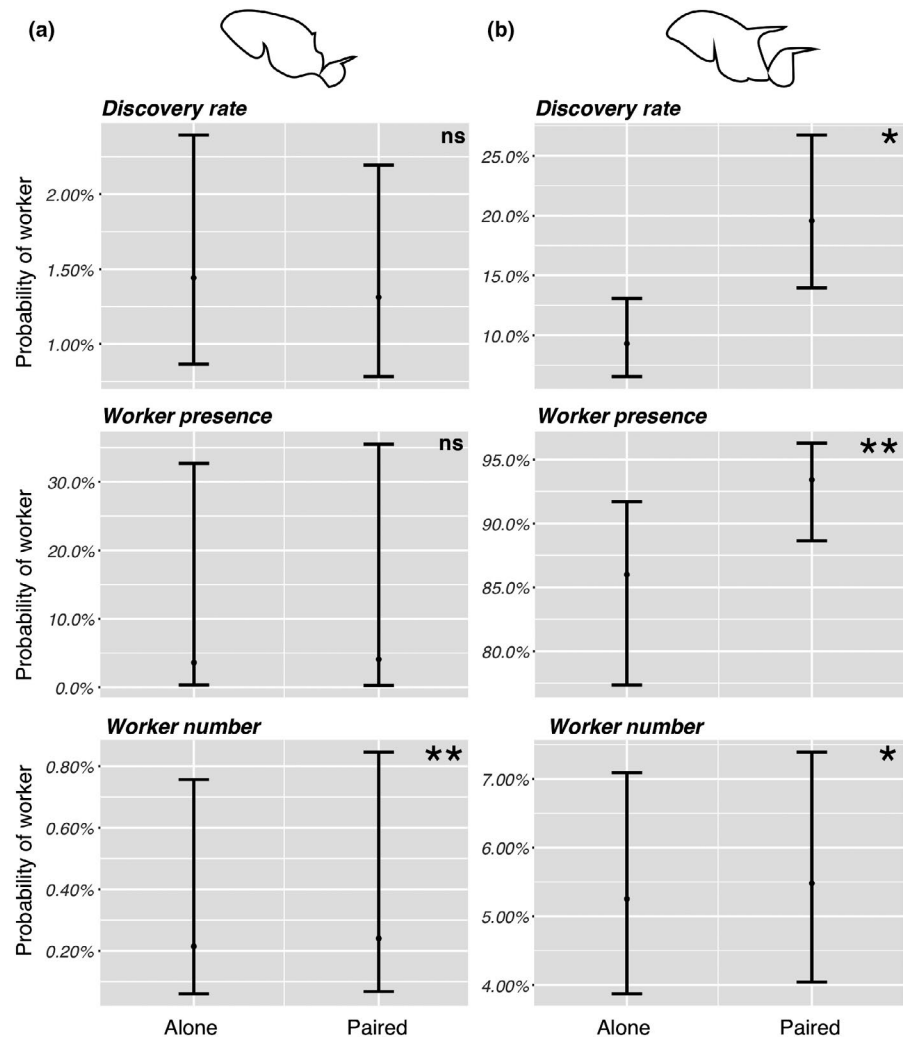 (a)
(b)
Discovery rate
Discovery rate
Probability of worker
2.00%
1.50%
1.00%
ns
25.0%
20.0%
15.0%
10.0%
*
Worker presence
Worker presence
Probability of worker
30.0%
20.0%
10.0%
0.0%
ns
95.0%
90.0%
85.0%
80.0%
**
Worker number
Worker number
Probability of worker
0.80%
0.60%
0.40%
0.20%
**
7.00%
6.00%
5.00%
4.00%
*
Alone
Paired
Alone
Paired